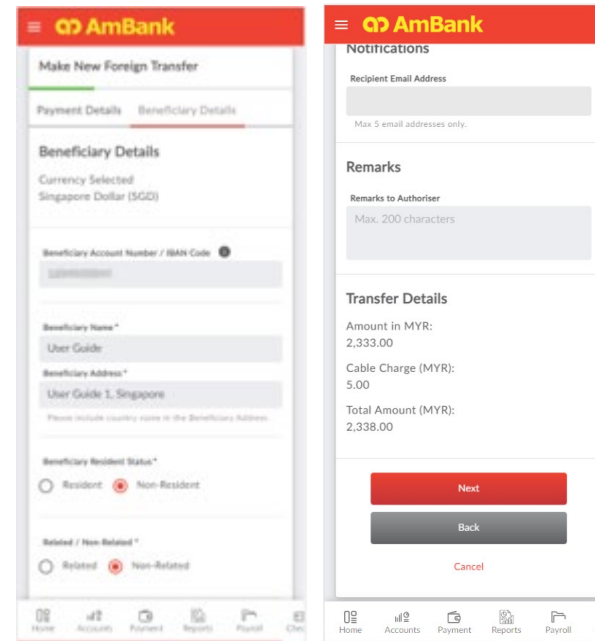 AmBank
Make New Foreign Transfer
Payment Details Beneficiary Details
Beneficiary Details
Currency Selected
Singapore Dollar (SGD)
Beneficiary Account Number / IBAN Code
Beneficiary Name *
User Guide
Beneficiary Address *
User Guide 1, Singapore
Please include country name in the Beneficiary Address.
Beneficiary Resident Status *
Resident Non-Resident
Related / Non-Related *
Related Non-Related
Home Accounts Payment Reports Payroll
AmBank
Notifications
Recipient Email Address
Max 5 email addresses only.
Remarks
Remarks to Authoriser
Max. 200 characters
Transfer Details
Amount in MYR:
2,333.00
Cable Charge (MYR):
5.00
Total Amount (MYR):
2,338.00
Next
Back
Cancel
Home Accounts Payment Reports Payroll